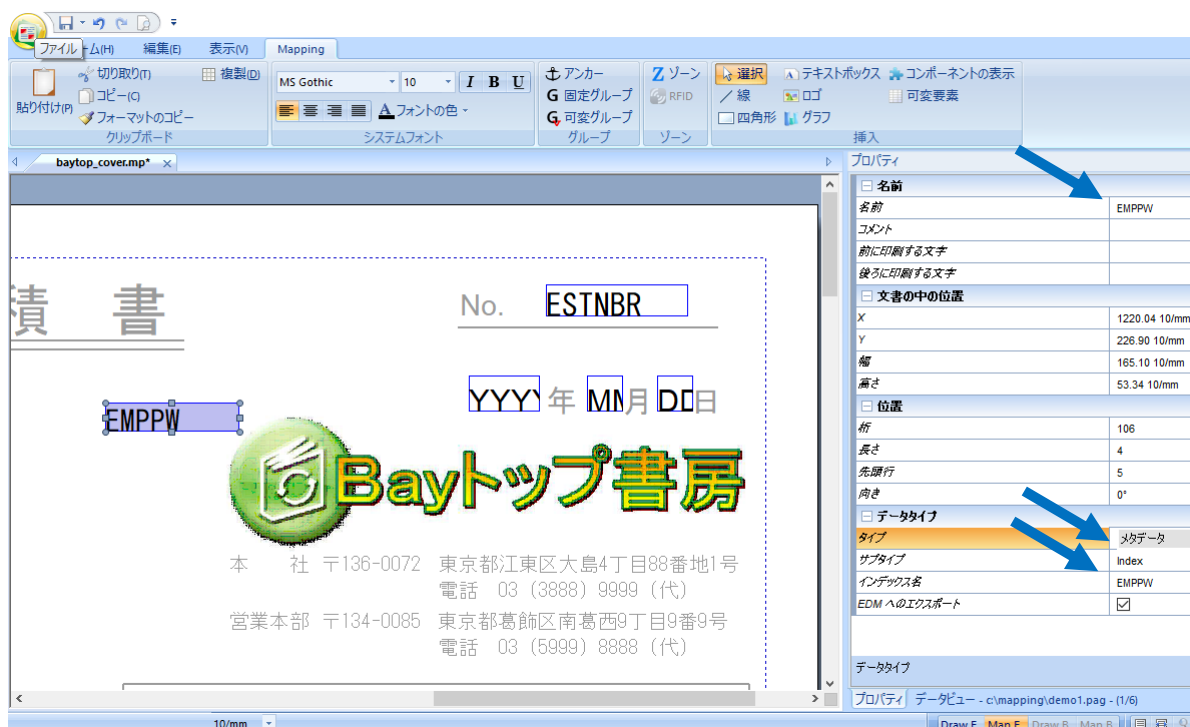 ファイル ホーム(H) 編集(E) 表示(V) Mapping
貼り付け(P)
切り取り(T)
コピー(C)
フォーマットのコピー
複製(D)
クリップボード
MS Gothic 10 I B U
A フォントの色
システムフォント
アンカー
G 固定グループ
G 可変グループ
グループ
Z ゾーン
RFID
ゾーン
選択 テキストボックス コンポーネントの表示
線 ロゴ 可変要素
四角形 グラフ
挿入
baytop_cover.mp* x
積 書
No. ESTNBR
YYYY 年 MM 月 DD 日
EMPPW
Bayトップ書房
本 社 〒136-0072 東京都江東区大島4丁目88番地1号
電話 03 (3888) 9999 (代)
営業本部 〒134-0085 東京都葛飾区南葛西9丁目9番9号
電話 03 (5999) 8888 (代)
プロパティ
名前
名前 EMPPW
コメント
前に印刷する文字
後ろに印刷する文字
文書の中の位置
X 1220.04 10/mm
Y 226.90 10/mm
幅 165.10 10/mm
高さ 53.34 10/mm
位置
桁 106
長さ 4
先頭行 5
向き 0°
データタイプ
タイプ メタデータ
サブタイプ Index
インデックス名 EMPPW
EDM へのエクスポート
データタイプ
プロパティ データビュー - c:\mapping\demo1.pag - (1/6)
10/mm
Draw F Map F Draw B Map B